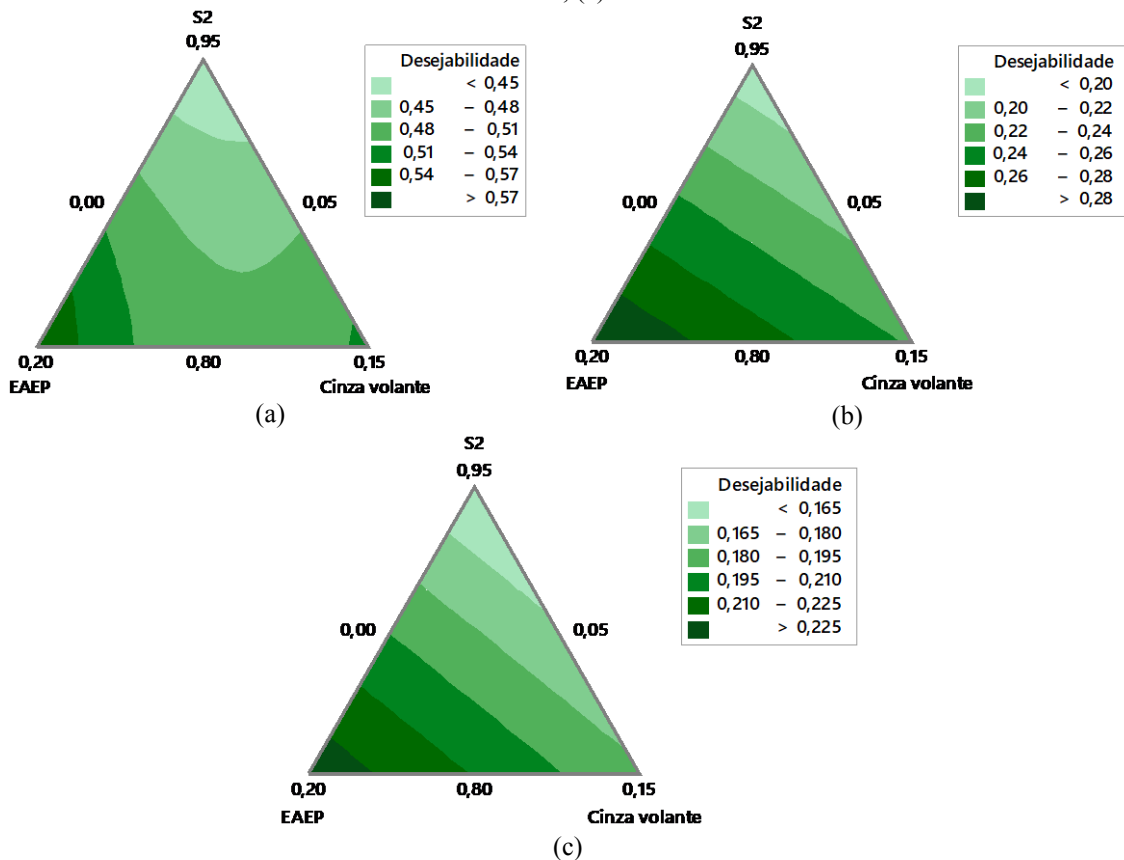 S2
0,95
Desejabilidade
< 0,45
0,45 – 0,48
0,48 – 0,51
0,51 – 0,54
0,54 – 0,57
> 0,57
0,00
0,05
0,20
0,80
0,15
EAEP
Cinza volante
(a)
S2
0,95
Desejabilidade
< 0,20
0,20 – 0,22
0,22 – 0,24
0,24 – 0,26
0,26 – 0,28
> 0,28
0,00
0,05
0,20
0,80
0,15
EAEP
Cinza volante
(b)
S2
0,95
Desejabilidade
< 0,165
0,165 – 0,180
0,180 – 0,195
0,195 – 0,210
0,210 – 0,225
> 0,225
0,00
0,05
0,20
0,80
0,15
EAEP
Cinza volante
(c)